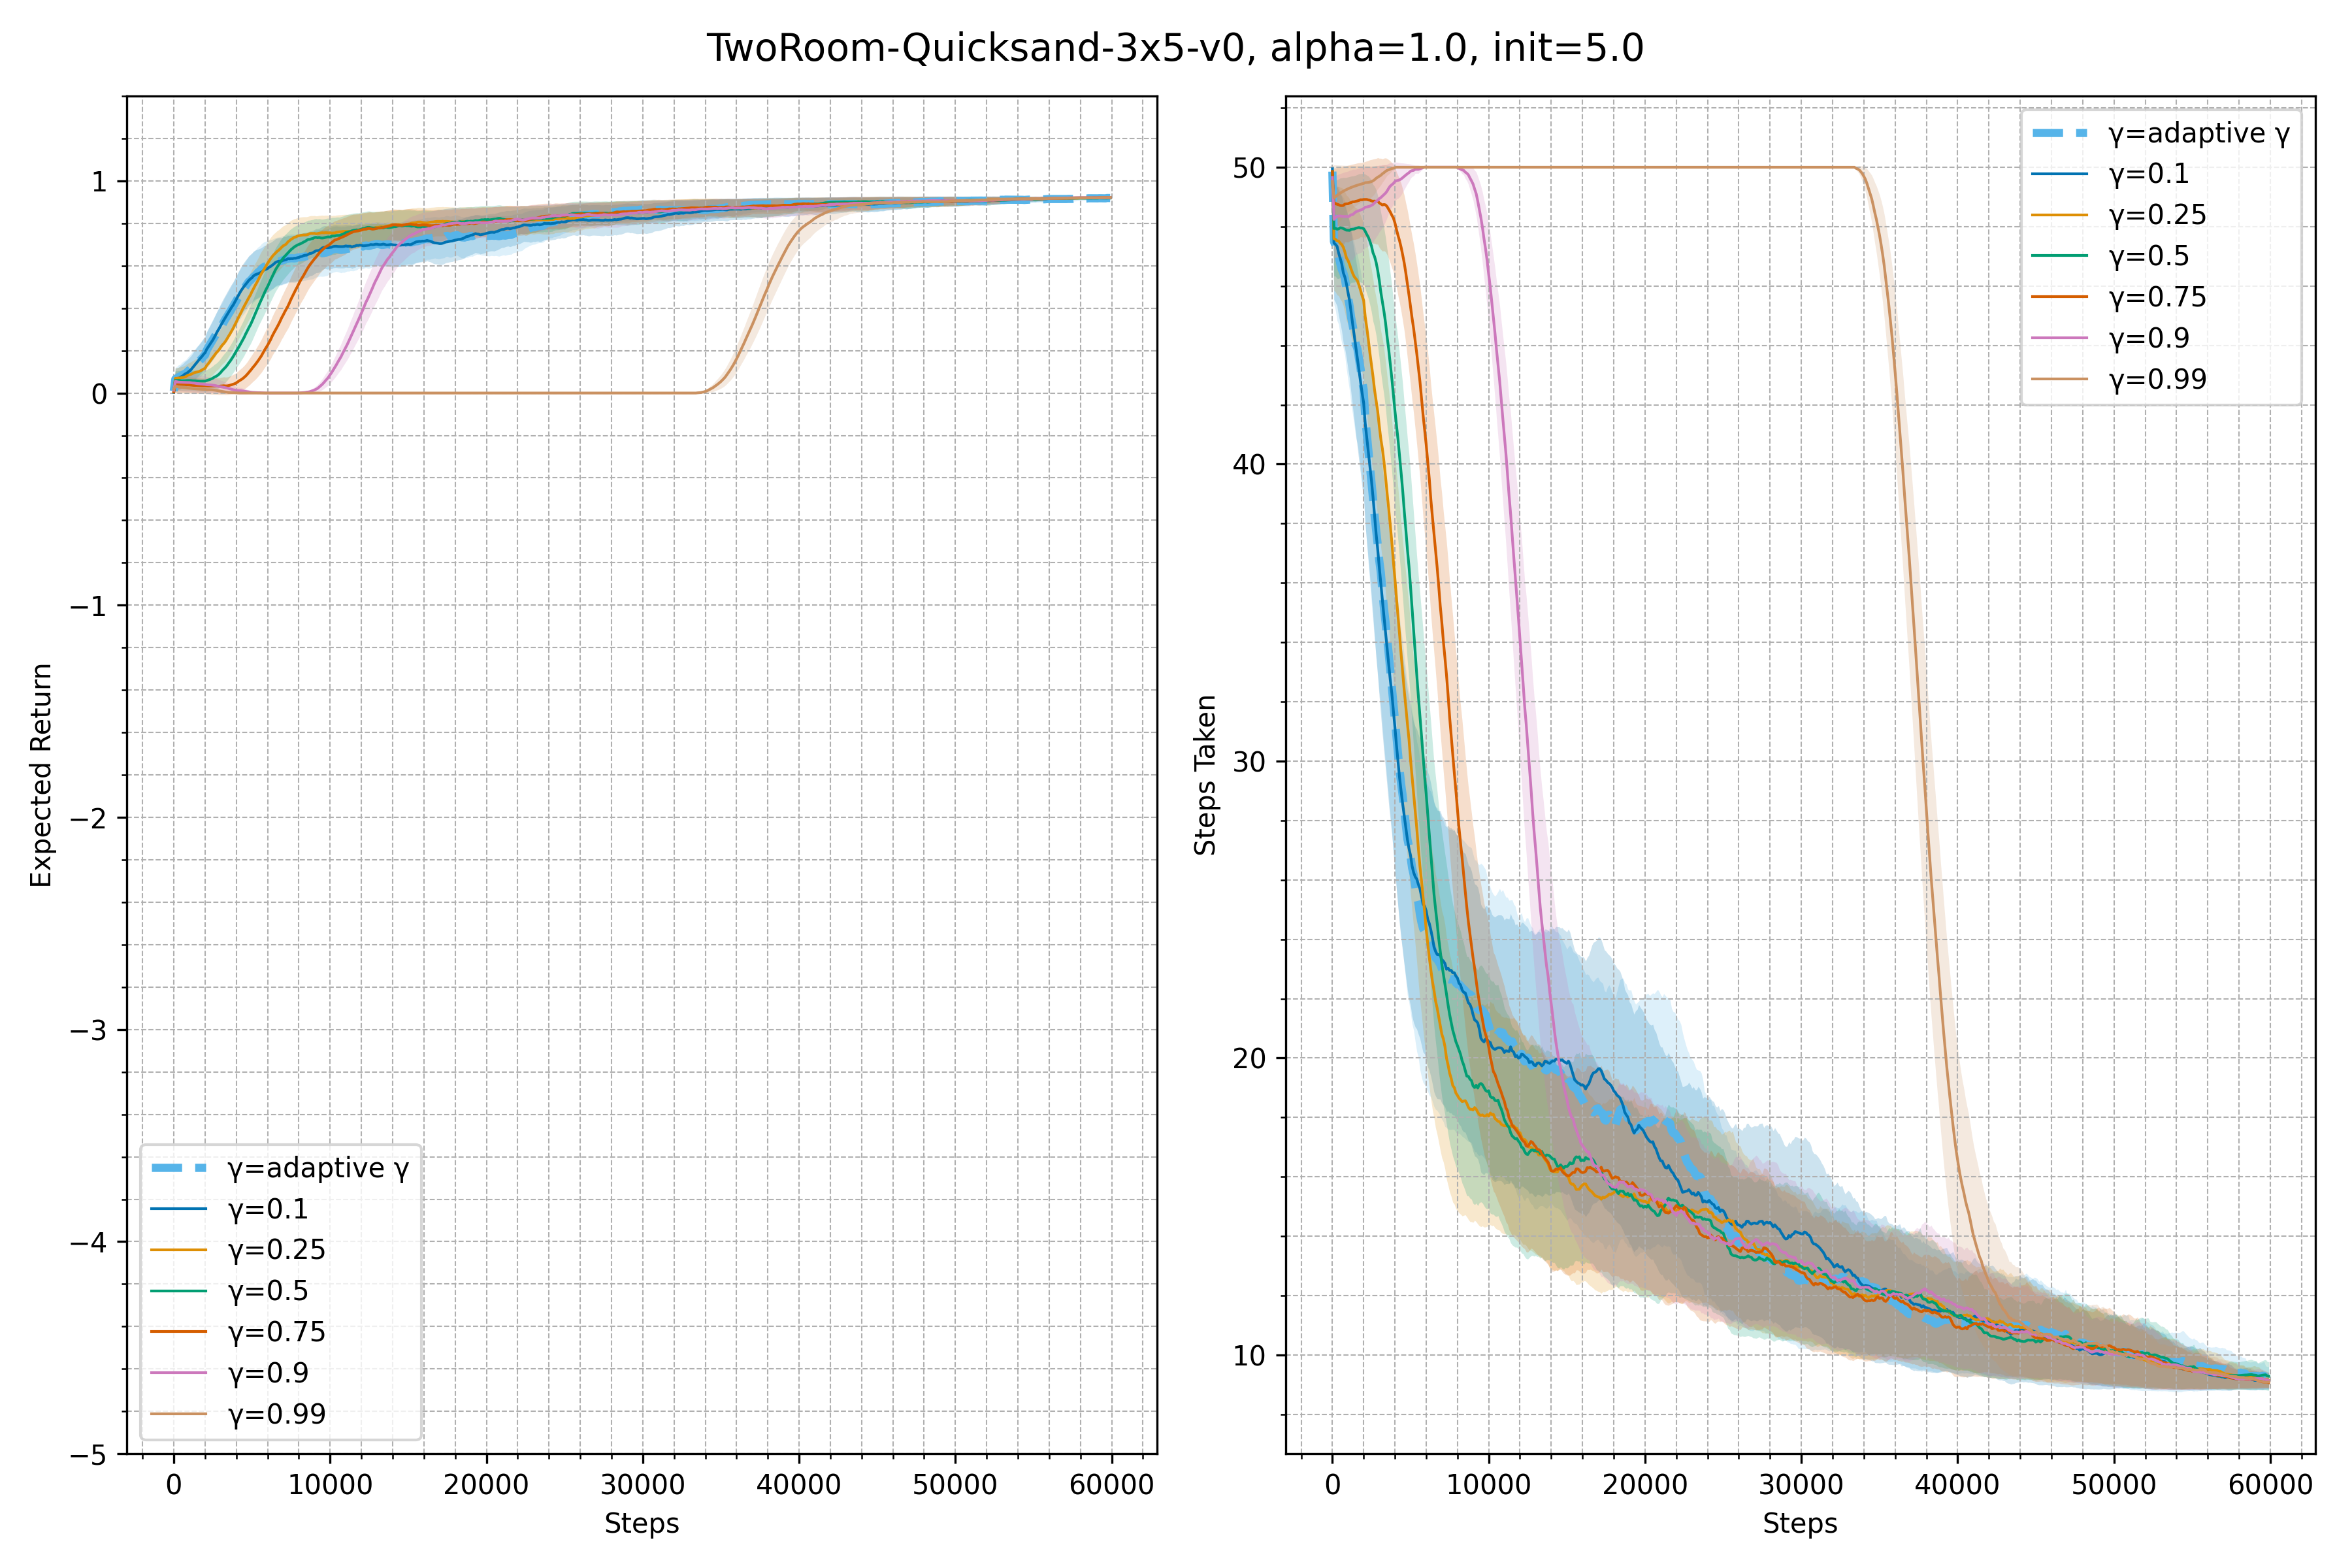 TwoRoom-Quicksand-3x5-v0, alpha=1.0, init=5.0
Expected Return
1
0
−1
−2
−3
−4
−5
γ=adaptive γ
γ=0.1
γ=0.25
γ=0.5
γ=0.75
γ=0.9
γ=0.99
0 10000 20000 30000 40000 50000 60000
Steps
Steps Taken
50
40
30
20
10
γ=adaptive γ
γ=0.1
γ=0.25
γ=0.5
γ=0.75
γ=0.9
γ=0.99
0 10000 20000 30000 40000 50000 60000
Steps